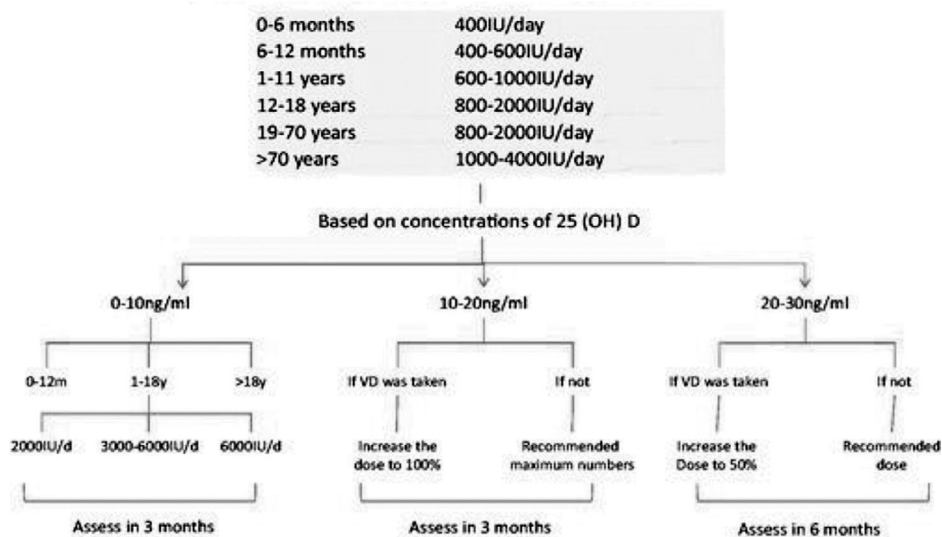 0-6 months 400IU/day
6-12 months 400-600IU/day
1-11 years 600-1000IU/day
12-18 years 800-2000IU/day
19-70 years 800-2000IU/day
>70 years 1000-4000IU/day
Based on concentrations of 25 (OH) D
0-10ng/ml 10-20ng/ml 20-30ng/ml
0-12m 1-18y >18y If VD was taken If not If VD was taken If not
2000IU/d 3000-6000IU/d 6000IU/d Increase the Recommended Increase the Recommended
dose to 100% maximum numbers Dose to 50% dose
Assess in 3 months Assess in 3 months Assess in 6 months